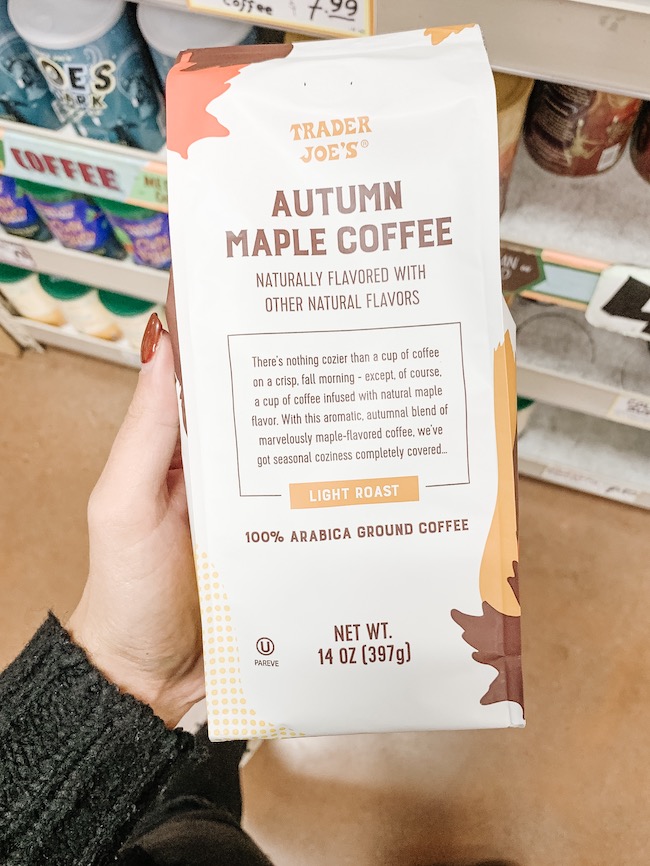 Coffee
7.99
COFFEE
TRADER
JOE'S®
AUTUMN
MAPLE COFFEE
NATURALLY FLAVORED WITH
OTHER NATURAL FLAVORS
There's nothing cozier than a cup of coffee
on a crisp, fall morning - except, of course,
a cup of coffee infused with natural maple
flavor. With this aromatic, autumnal blend of
marvelously maple-flavored coffee, we've
got seasonal coziness completely covered...
LIGHT ROAST
100% ARABICA GROUND COFFEE
U
PAREVE
NET WT.
14 OZ (397g)